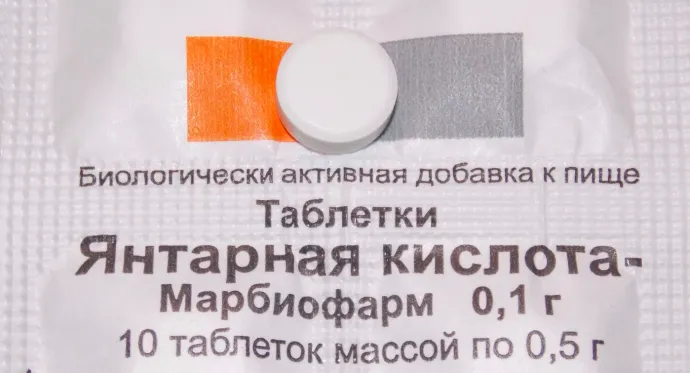 Биологически активная добавка к пище
Таблетки
Янтарная кислота-
Марбиофарм 0,1 г
10 таблеток массой по 0,5 г